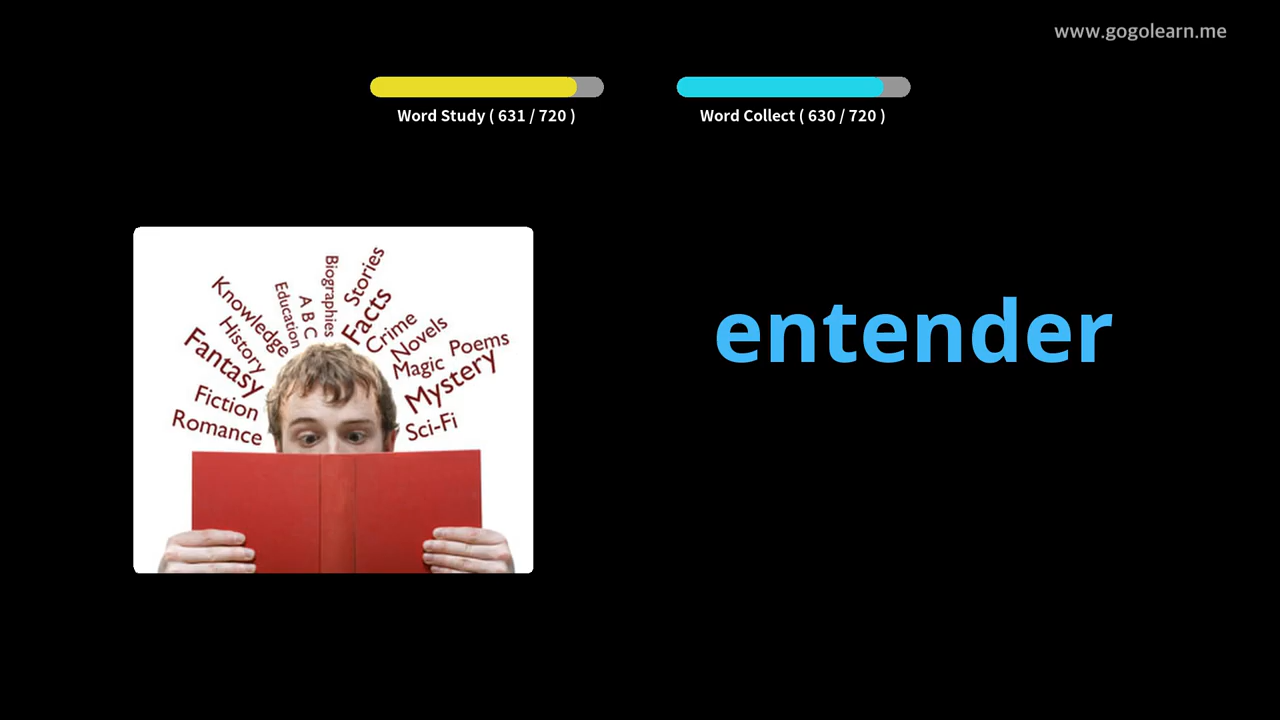 www.gogolearn.me
Word Study ( 631 / 720 )
Word Collect ( 630 / 720 )
entender
Biographies
Stories
Education
A B C
Facts
Knowledge
History
Crime
Novels
Fantasy
Magic
Poems
Mystery
Fiction
Romance
Sci-Fi